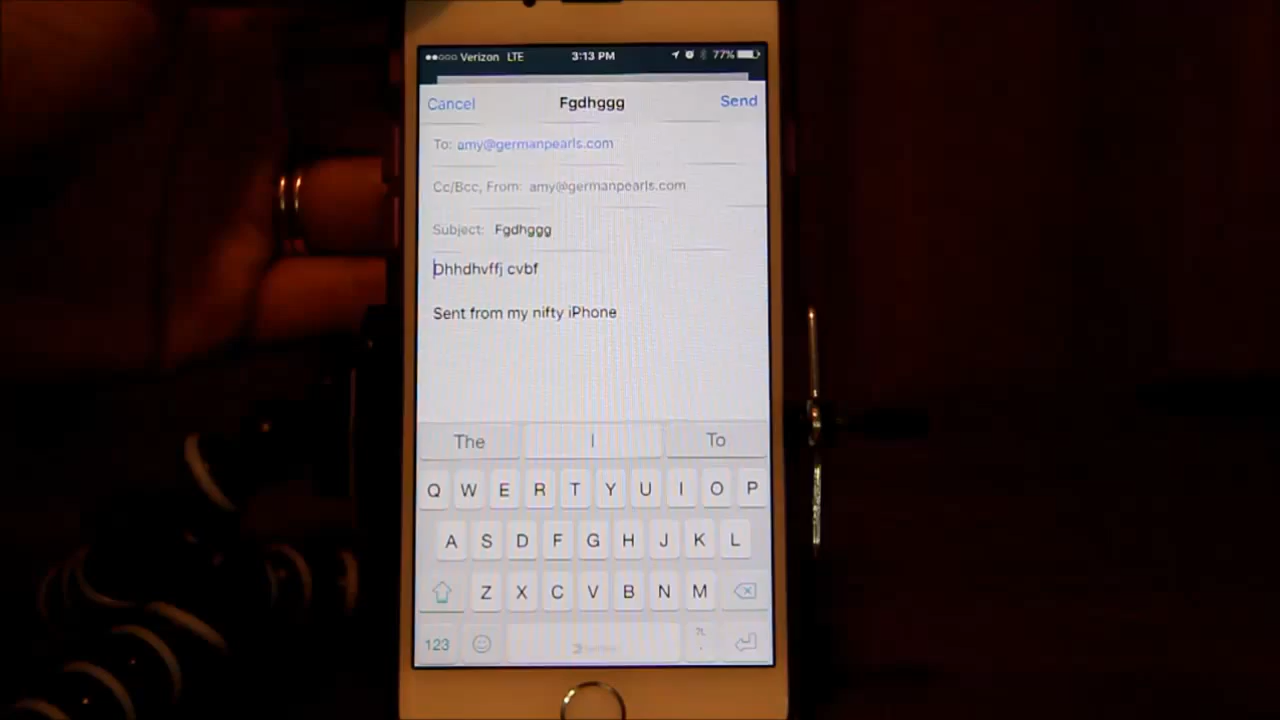 Verizon LTE 3:13 PM 77%
Cancel Fgdhggg Send
To: amy@germanpearls.com
Cc/Bcc, From: amy@germanpearls.com
Subject: Fgdhggg
Dhhdhvffj cvbf
Sent from my nifty iPhone
The I To
Q W E R T Y U I O P
A S D F G H J K L
Z X C V B N M
123 ?!, .